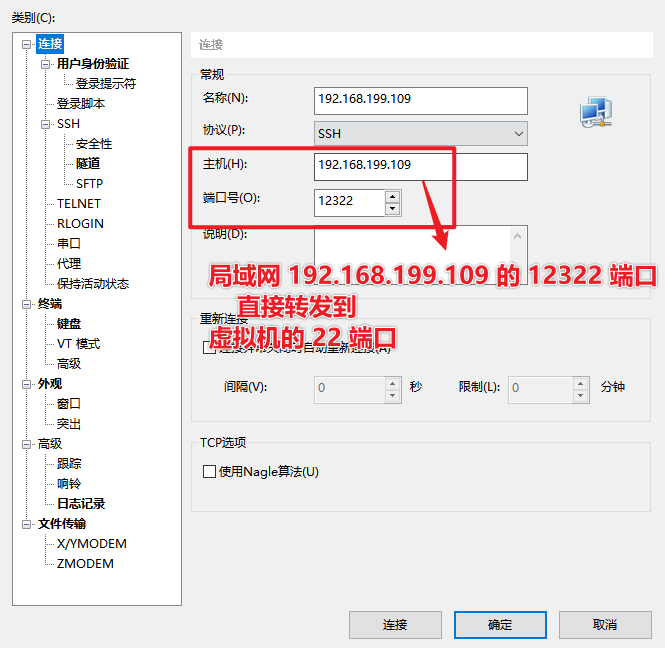 类别(C):
连接
用户身份验证
登录提示符
登录脚本
SSH
安全性
隧道
SFTP
TELNET
RLOGIN
串口
代理
保持活动状态
终端
键盘
VT 模式
高级
外观
窗口
突出
高级
跟踪
响铃
日志记录
文件传输
X/YMODEM
ZMODEM
连接
常规
名称(N):
192.168.199.109
协议(P):
SSH
主机(H):
192.168.199.109
端口号(O):
12322
说明(D):
局域网 192.168.199.109 的 12322 端口
直接转发到
虚拟机的 22 端口
重新连接
间隔(V):
0
秒
限制(L):
0
分钟
TCP选项
使用Nagle算法(U)
连接
确定
取消